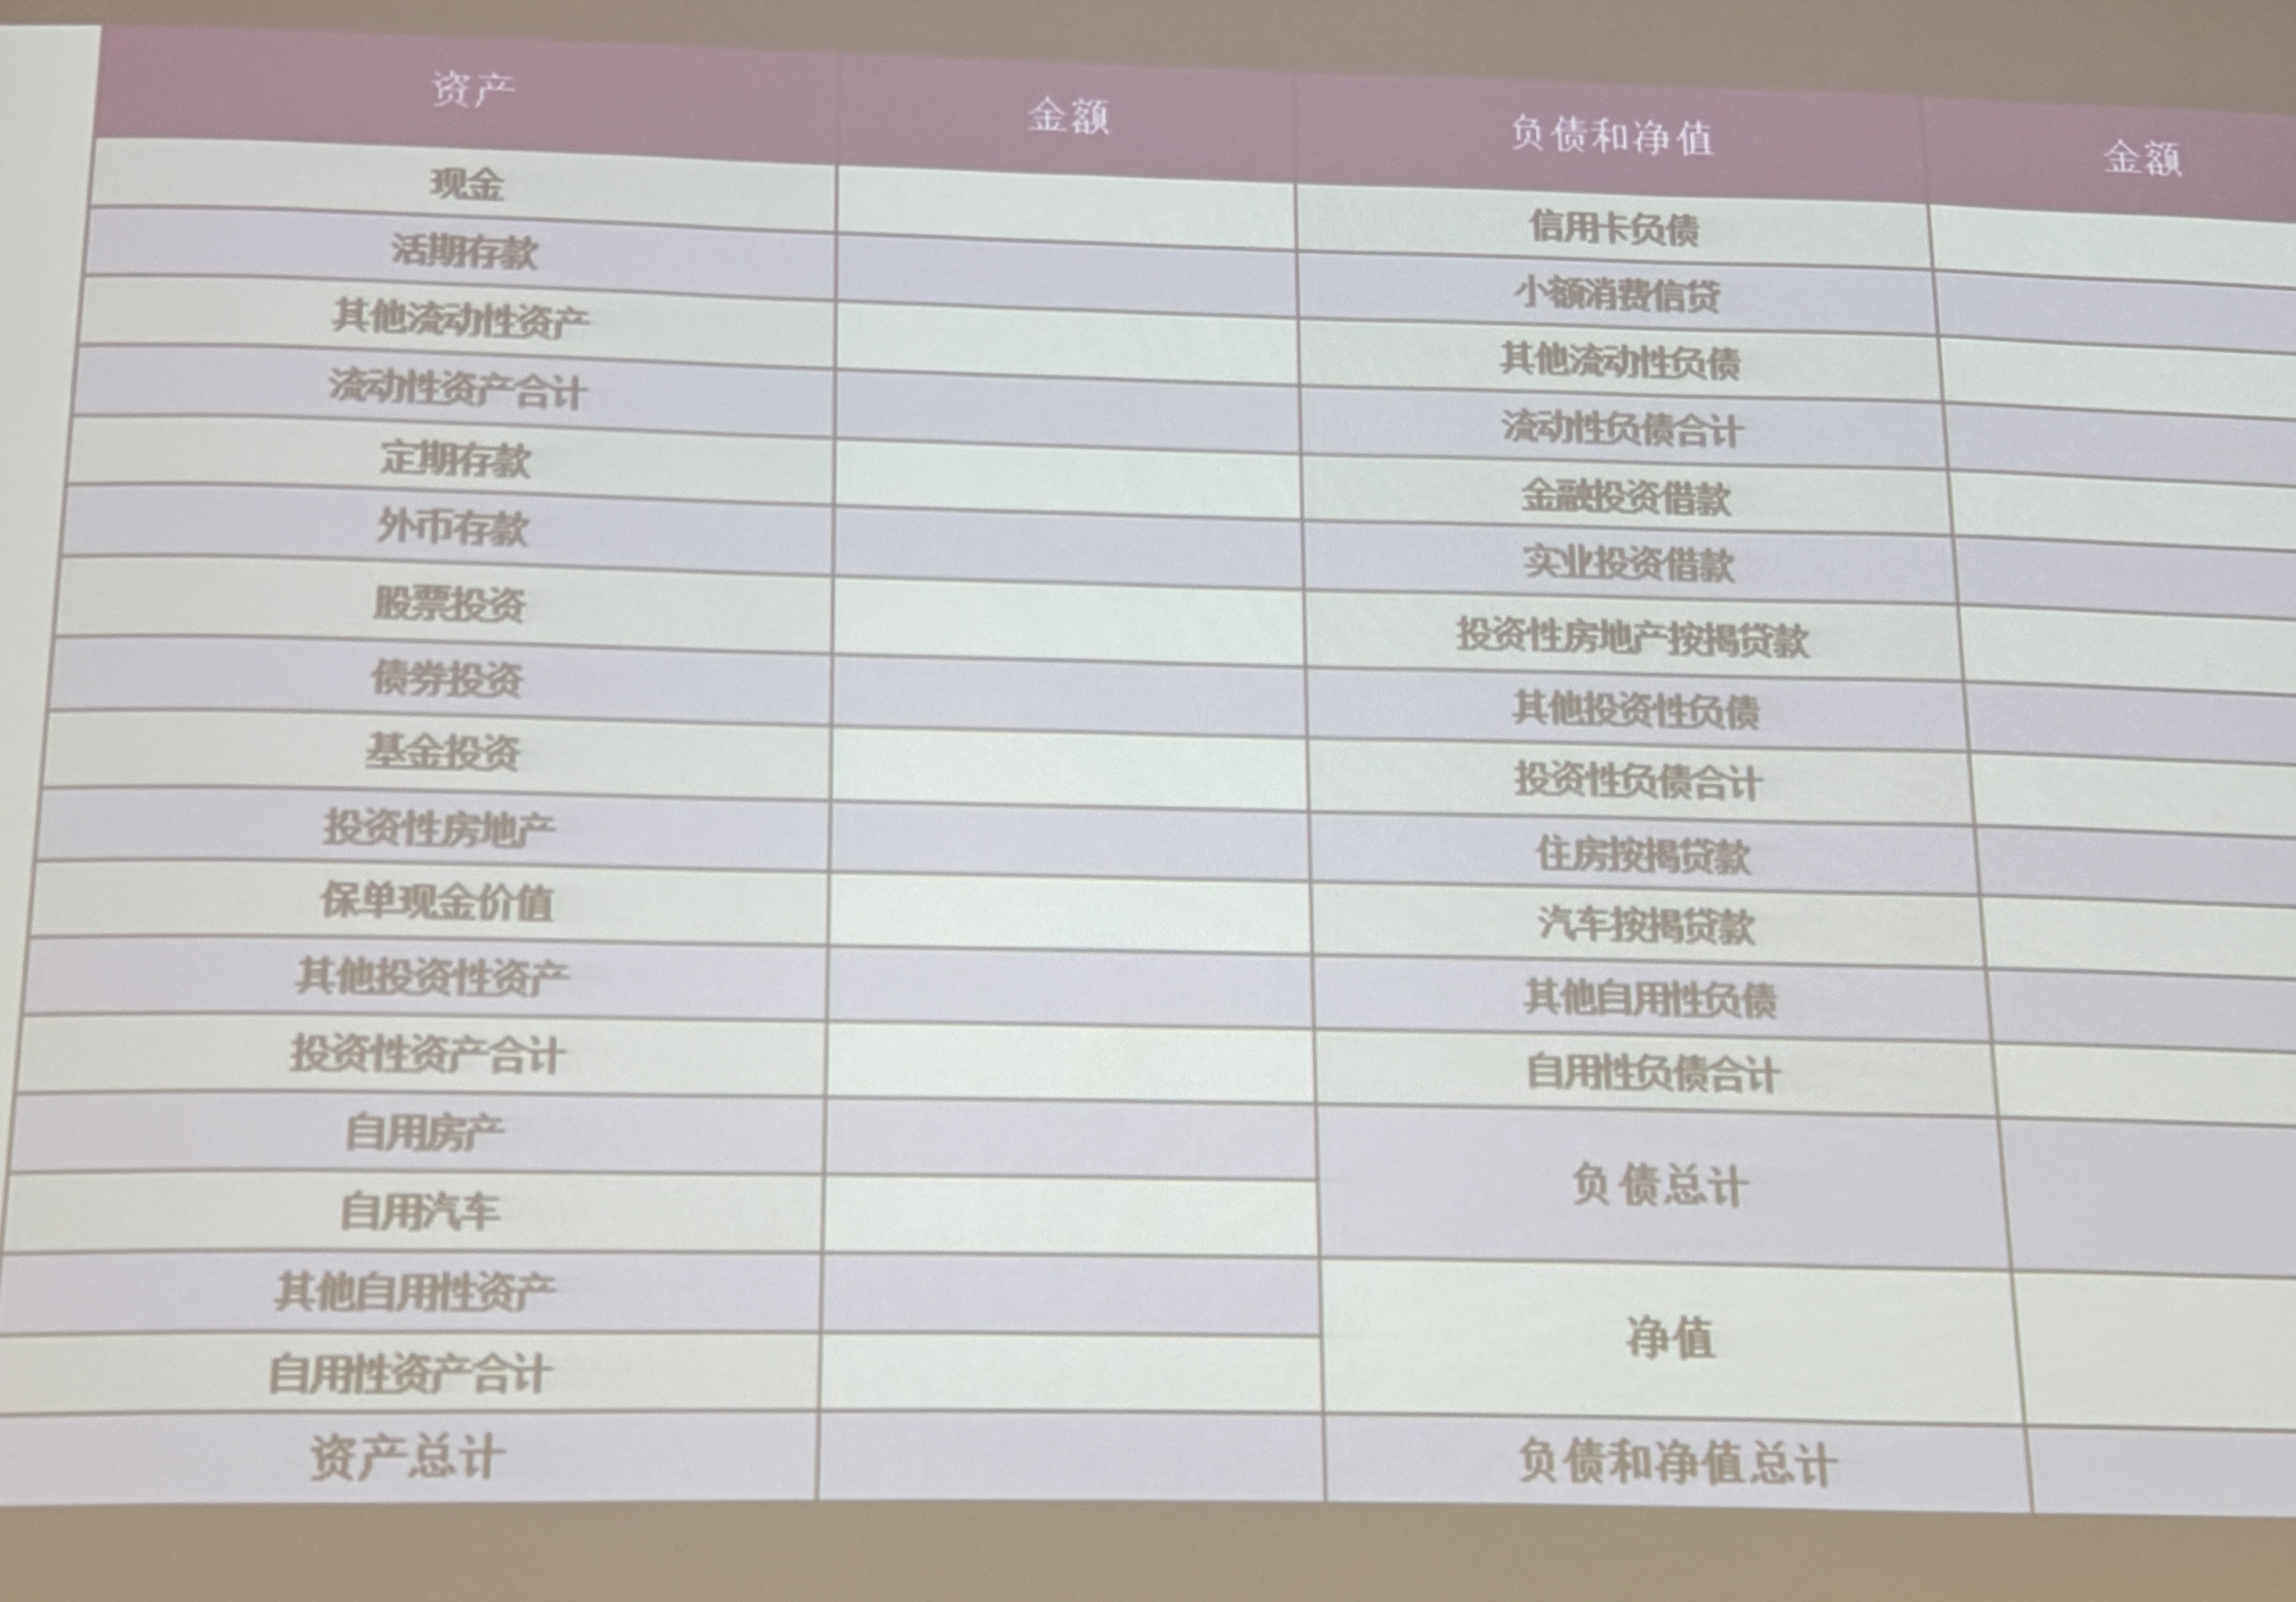 资产 金额 负债和净值 金额
现金 信用卡负债
活期存款 小额消费信贷
其他流动性资产 其他流动性负债
流动性资产合计 流动性负债合计
定期存款 金融投资借款
外币存款 实业投资借款
股票投资 投资性房地产按揭贷款
债券投资 其他投资性负债
基金投资 投资性负债合计
投资性房地产 住房按揭贷款
保单现金价值 汽车按揭贷款
其他投资性资产 其他自用性负债
投资性资产合计 自用性负债合计
自用房产 负债总计
自用汽车
其他自用性资产 净值
自用性资产合计
资产总计 负债和净值总计